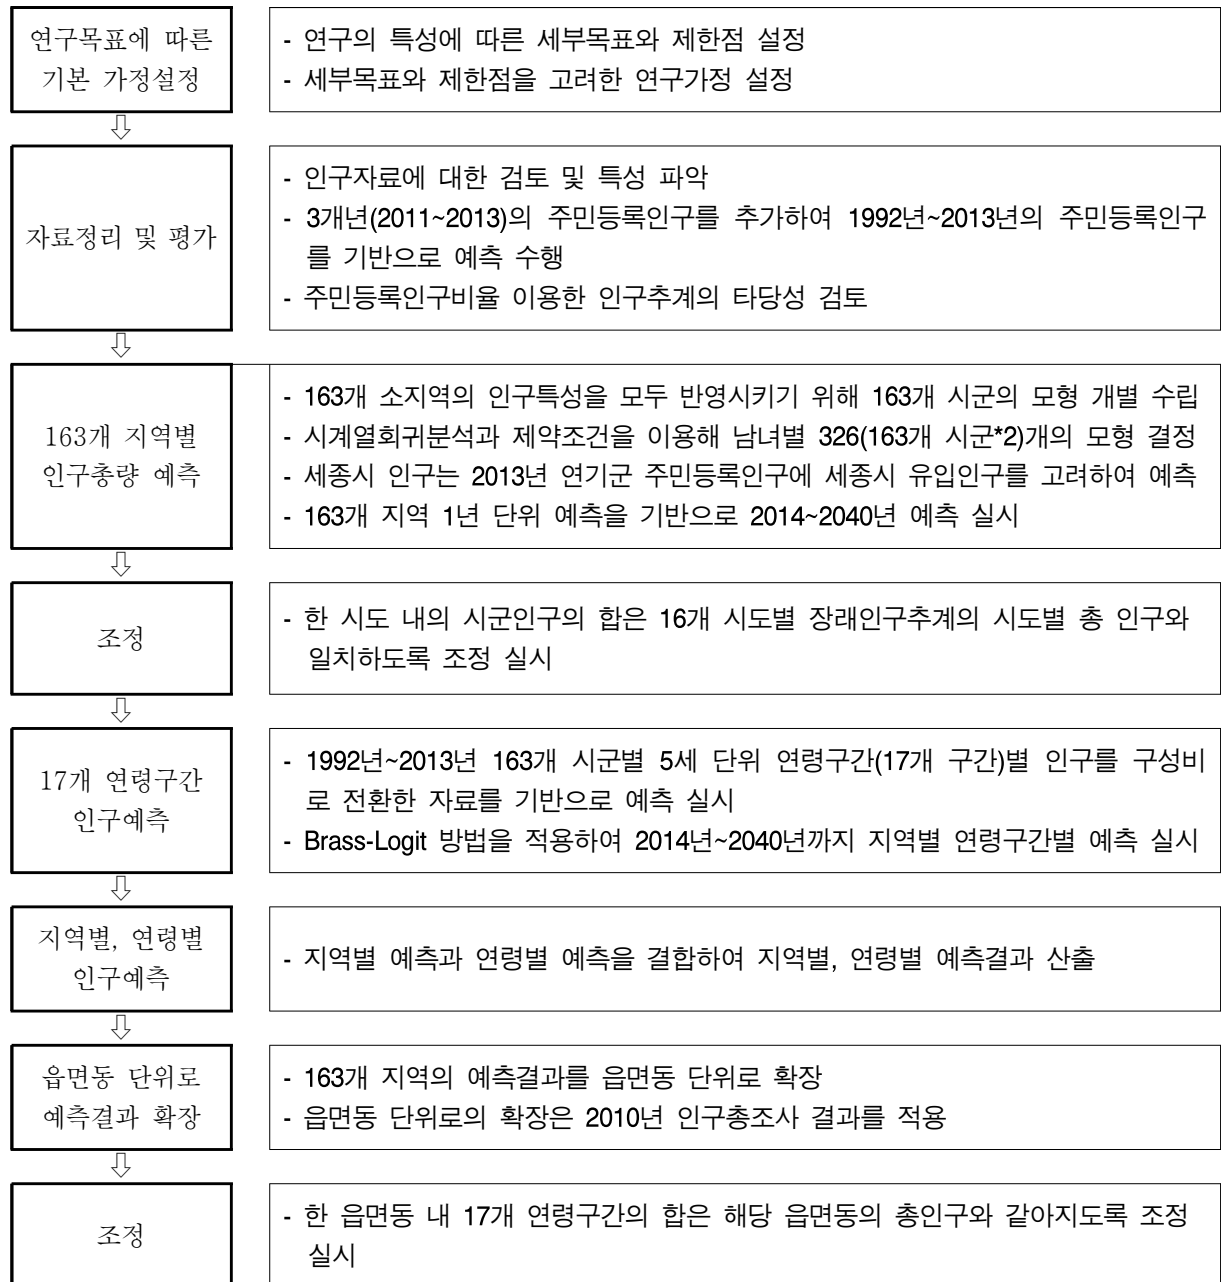 연구목표에 따른
기본 가정설정
- 연구의 특성에 따른 세부목표와 제한점 설정
- 세부목표와 제한점을 고려한 연구가정 설정
자료정리 및 평가
- 인구자료에 대한 검토 및 특성 파악
- 3개년(2011~2013)의 주민등록인구를 추가하여 1992년~2013년의 주민등록인구
를 기반으로 예측 수행
- 주민등록인구비율 이용한 인구추계의 타당성 검토
163개 지역별
인구총량 예측
- 163개 소지역의 인구특성을 모두 반영시키기 위해 163개 시군의 모형 개별 수립
- 시계열회귀분석과 제약조건을 이용해 남녀별 326(163개 시군*2)개의 모형 결정
- 세종시 인구는 2013년 연기군 주민등록인구에 세종시 유입인구를 고려하여 예측
- 163개 지역 1년 단위 예측을 기반으로 2014~2040년 예측 실시
조정
- 한 시도 내의 시군인구의 합은 16개 시도별 장래인구추계의 시도별 총 인구와
일치하도록 조정 실시
17개 연령구간
인구예측
- 1992년~2013년 163개 시군별 5세 단위 연령구간(17개 구간)별 인구를 구성비
로 전환한 자료를 기반으로 예측 실시
- Brass-Logit 방법을 적용하여 2014년~2040년까지 지역별 연령구간별 예측 실시
지역별, 연령별
인구예측
- 지역별 예측과 연령별 예측을 결합하여 지역별, 연령별 예측결과 산출
읍면동 단위로
예측결과 확장
- 163개 지역의 예측결과를 읍면동 단위로 확장
- 읍면동 단위로의 확장은 2010년 인구총조사 결과를 적용
조정
- 한 읍면동 내 17개 연령구간의 합은 해당 읍면동의 총인구와 같아지도록 조정
실시